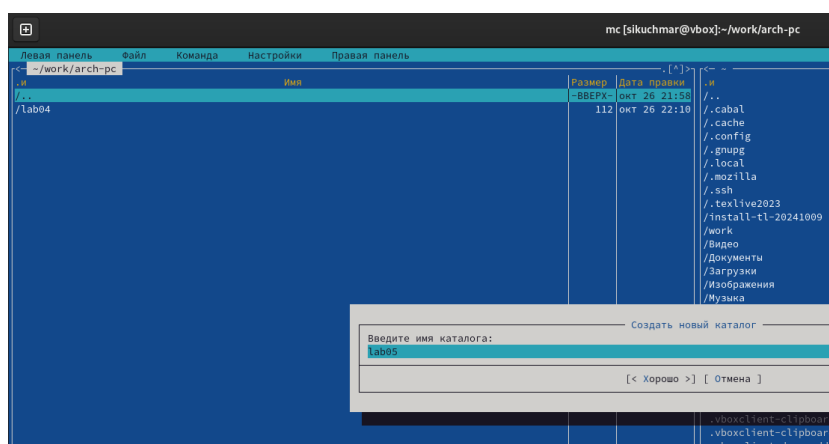 mc [sikuchmar@vbox]:~/work/arch-pc
Левая панель Файл Команда Настройки Правая панель
<- ~/work/arch-pc .[^]>
.и Имя Размер Дата правки
/.. -ВВЕРХ- окт 26 21:58
/lab04 112 окт 26 22:10
<- ~
.и
/..
/.cabal
/.cache
/.config
/.gnupg
/.local
/.mozilla
/.ssh
/.texlive2023
/install-tl-20241009
/work
/Видео
/Документы
/Загрузки
/Изображения
/Музыка
Создать новый каталог
Введите имя каталога:
lab05
[< Хорошо >] [ Отмена ]
.vboxclient-clipboar
.vboxclient-clipboar